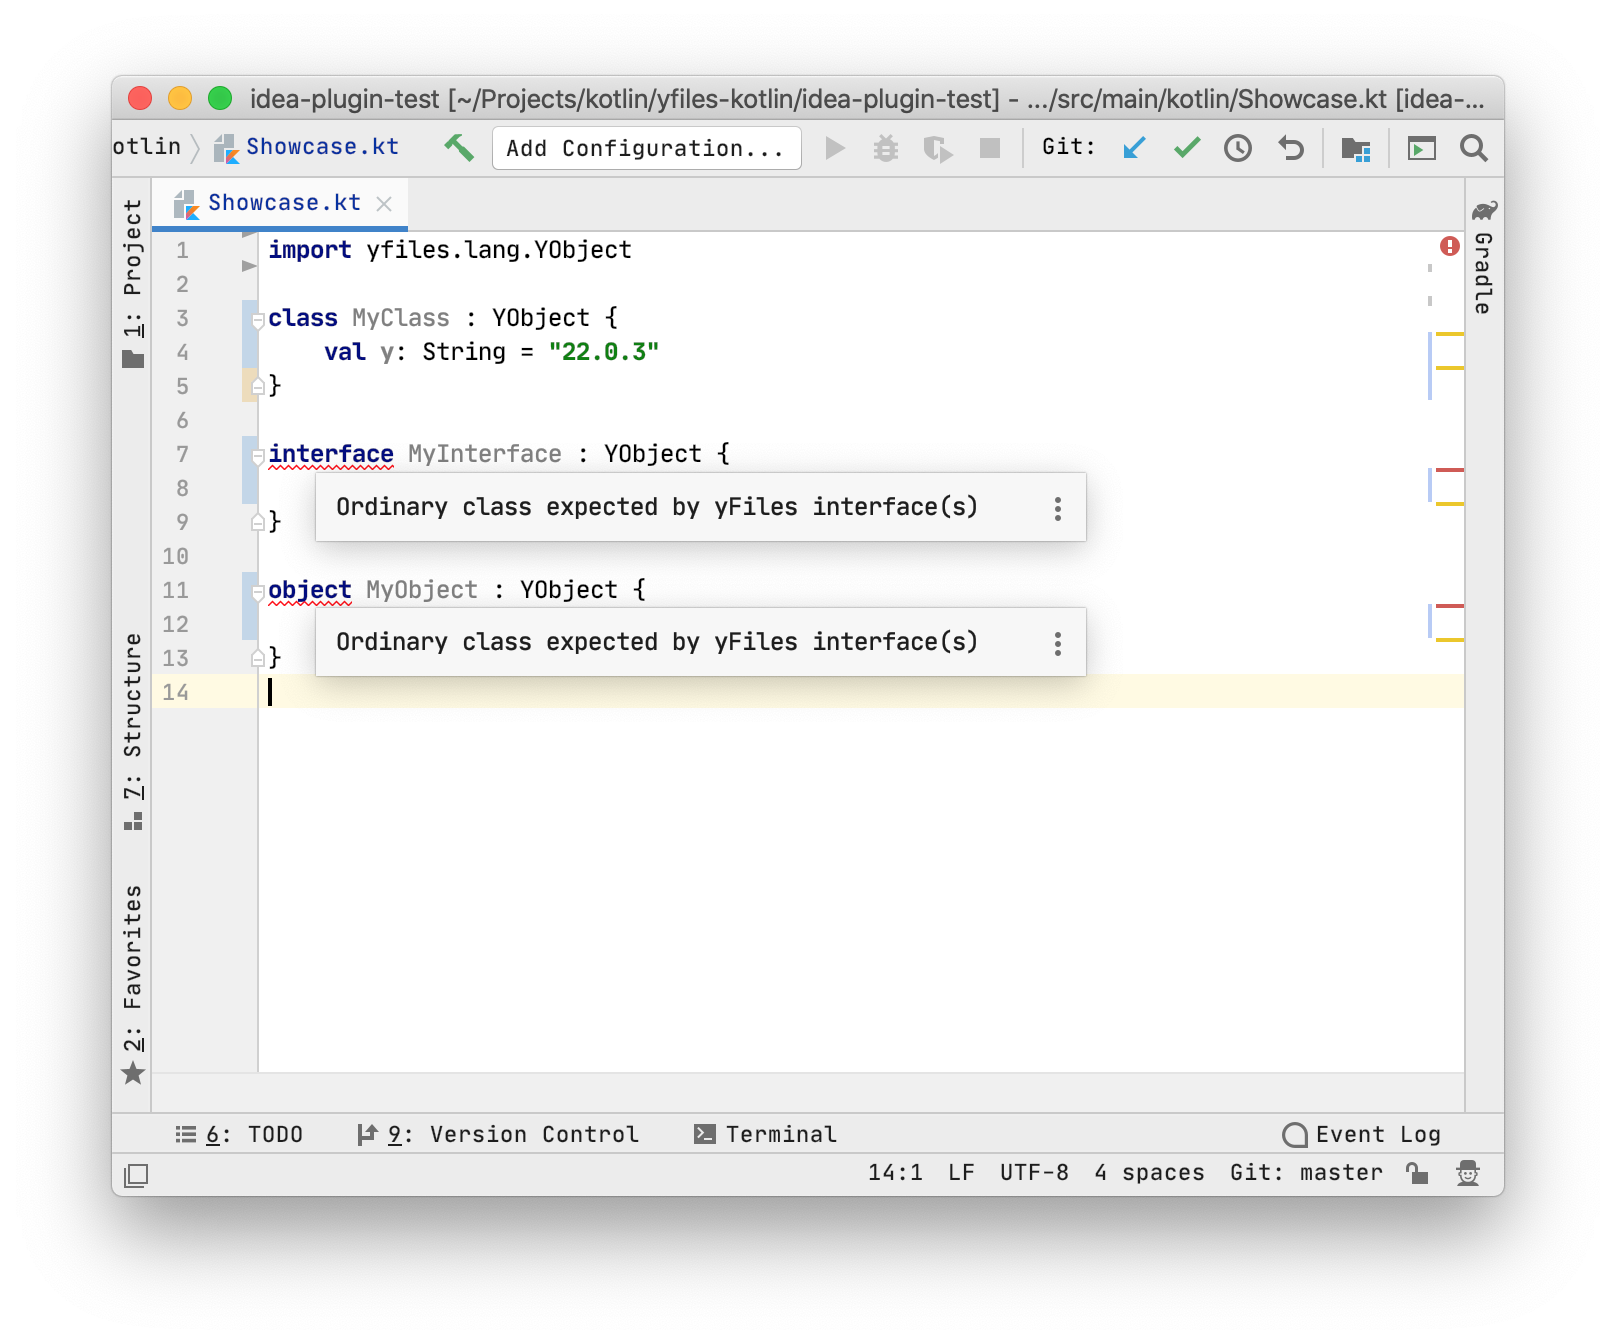 idea-plugin-test [~/Projects/kotlin/yfiles-kotlin/idea-plugin-test] - .../src/main/kotlin/Showcase.kt [idea-...
otlin Showcase.kt Add Configuration... Git:
Showcase.kt
1: Project
7: Structure
2: Favorites
Gradle
1 import yfiles.lang.YObject
2
3 class MyClass : YObject {
4 val y: String = "22.0.3"
5 }
6
7 interface MyInterface : YObject {
8 Ordinary class expected by yFiles interface(s)
9 }
10
11 object MyObject : YObject {
12 Ordinary class expected by yFiles interface(s)
13 }
14
6: TODO 9: Version Control Terminal Event Log
14:1 LF UTF-8 4 spaces Git: master